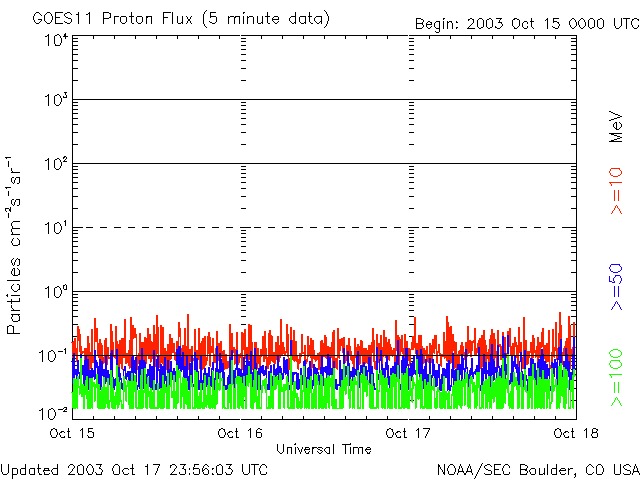 GOES11 Proton Flux (5 minute data)
Begin: 2003 Oct 15 0000 UTC
10⁴
10³
10²
10¹
10⁰
10⁻¹
10⁻²
Particles cm⁻²s⁻¹sr⁻¹
MeV
>=10
>=50
>=100
Oct 15
Oct 16
Oct 17
Oct 18
Universal Time
Updated 2003 Oct 17 23:56:03 UTC
NOAA/SEC Boulder, CO USA